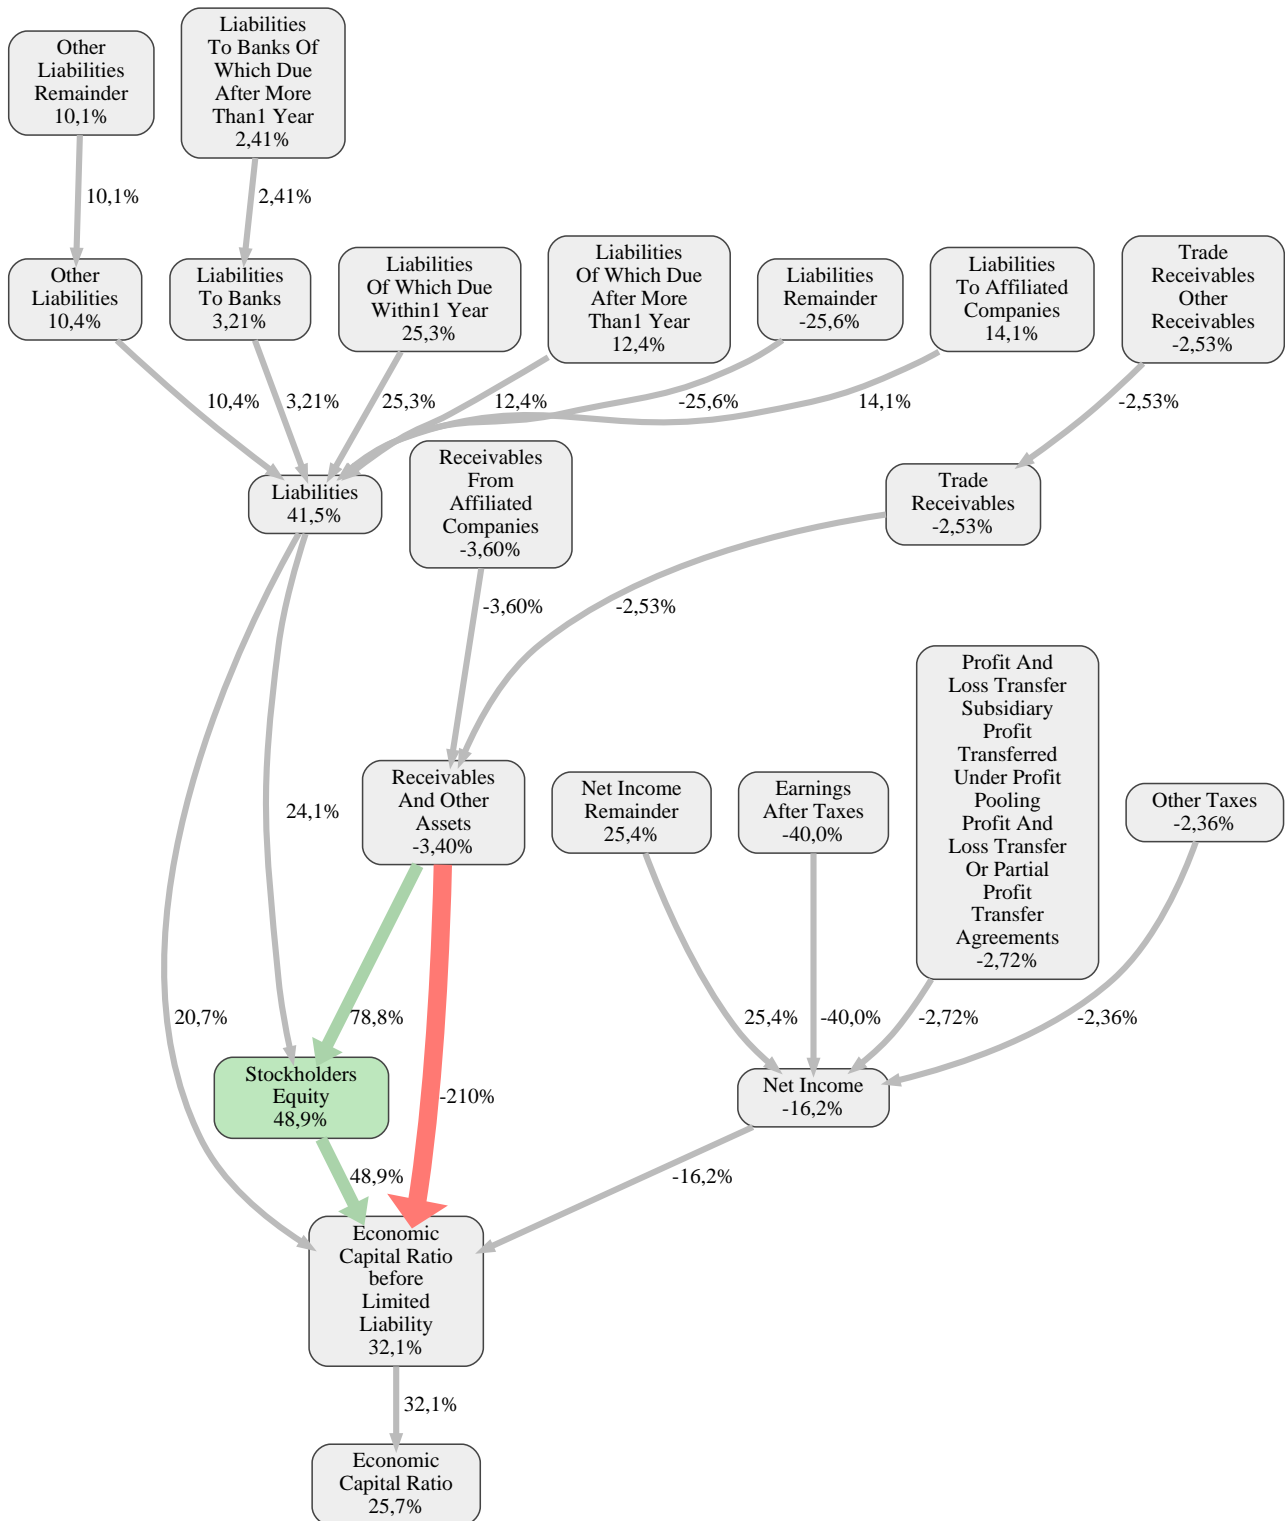 Other
Liabilities
Remainder
10,1%
Liabilities
To Banks Of
Which Due
After More
Than1 Year
2,41%
10,1%
2,41%
Other
Liabilities
10,4%
Liabilities
To Banks
3,21%
Liabilities
Of Which Due
Within1 Year
25,3%
Liabilities
Of Which Due
After More
Than1 Year
12,4%
Liabilities
Remainder
-25,6%
Liabilities
To Affiliated
Companies
14,1%
Trade
Receivables
Other
Receivables
-2,53%
10,4%
3,21%
25,3%
12,4%
-25,6%
14,1%
-2,53%
Liabilities
41,5%
Receivables
From
Affiliated
Companies
-3,60%
Trade
Receivables
-2,53%
-3,60%
-2,53%
Receivables
And Other
Assets
-3,40%
Net Income
Remainder
25,4%
Earnings
After Taxes
-40,0%
Profit And
Loss Transfer
Subsidiary
Profit
Transferred
Under Profit
Pooling
Profit And
Loss Transfer
Or Partial
Profit
Transfer
Agreements
-2,72%
Other Taxes
-2,36%
24,1%
20,7%
78,8%
25,4%
-40,0%
-2,72%
-2,36%
Stockholders
Equity
48,9%
-210%
Net Income
-16,2%
48,9%
-16,2%
Economic
Capital Ratio
before
Limited
Liability
32,1%
32,1%
Economic
Capital Ratio
25,7%